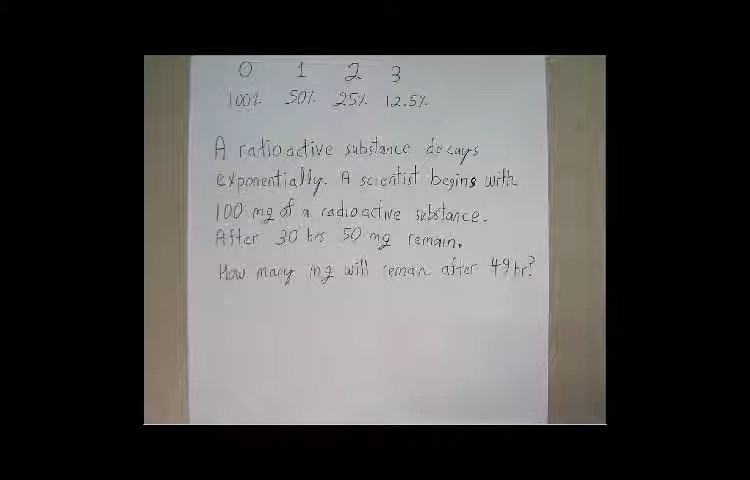 0 1 2 3
100% 50% 25% 12.5%
A radioactive substance decays
exponentially. A scientist begins with
100 mg of a radioactive substance.
After 30 hrs 50 mg remain.
How many mg will remain after 49 hr?